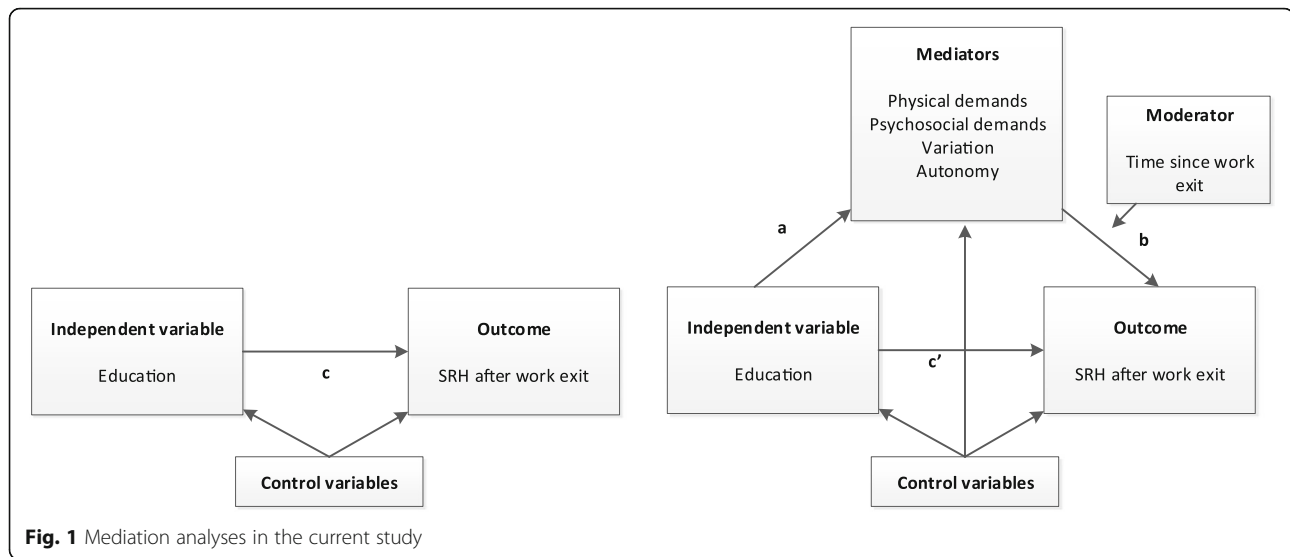 Independent variable
Education
c
Outcome
SRH after work exit
Control variables
Mediators
Physical demands
Psychosocial demands
Variation
Autonomy
Moderator
Time since work
exit
a
b
Independent variable
Education
c’
Outcome
SRH after work exit
Control variables
Fig. 1 Mediation analyses in the current study